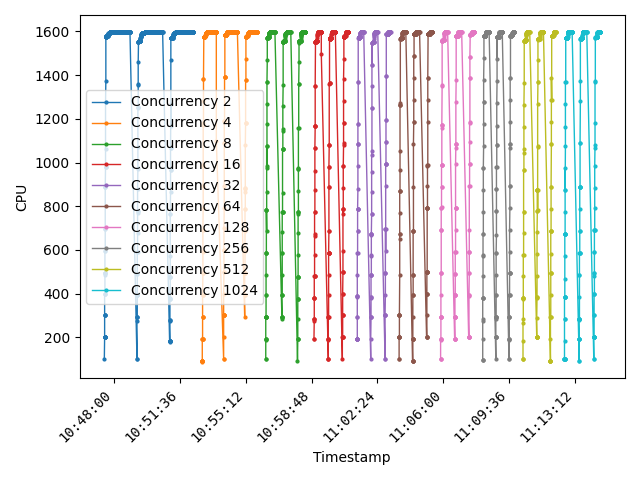 1600
1400
1200
1000
800
600
400
200
CPU
Concurrency 2
Concurrency 4
Concurrency 8
Concurrency 16
Concurrency 32
Concurrency 64
Concurrency 128
Concurrency 256
Concurrency 512
Concurrency 1024
10:48:00
10:51:36
10:55:12
10:58:48
11:02:24
11:06:00
11:09:36
11:13:12
Timestamp